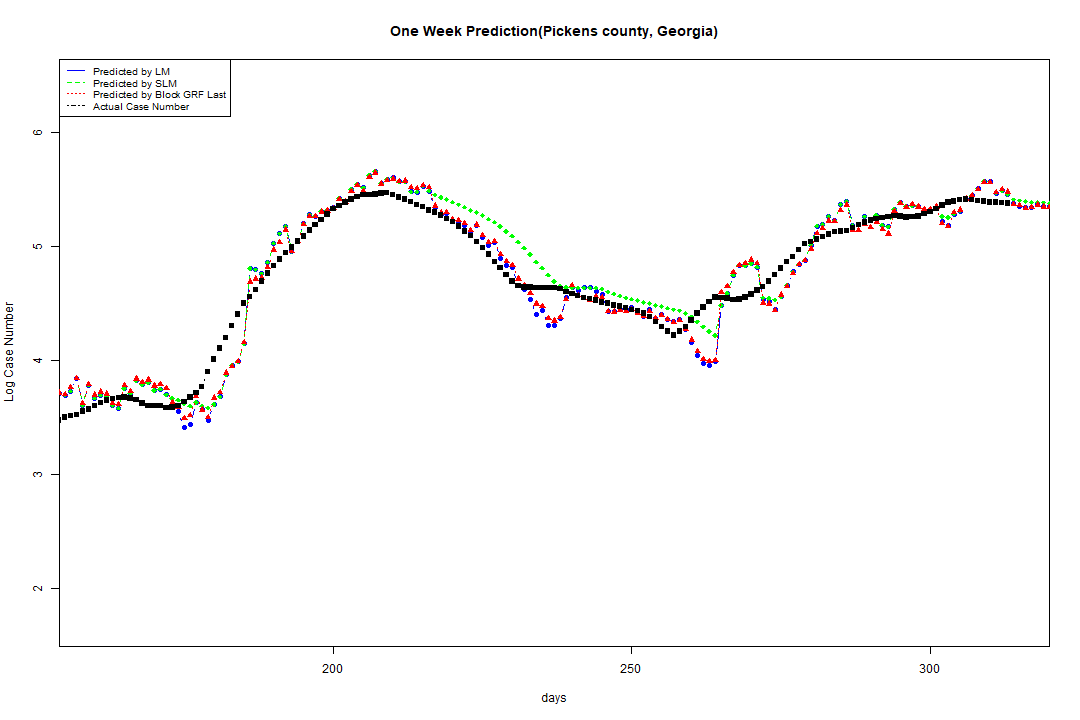 One Week Prediction(Pickens county, Georgia)
Predicted by LM
Predicted by SLM
Predicted by Block GRF Last
Actual Case Number
6
5
4
3
2
Log Case Number
200
250
300
days